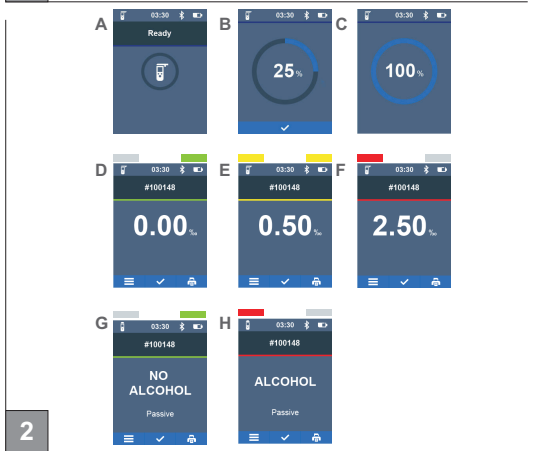 A
03:30
Ready
B
03:30
25 %
C
03:30
100 %
D
03:30
#100148
0.00 ‰
E
03:30
#100148
0.50 ‰
F
03:30
#100148
2.50 ‰
G
03:30
#100148
NO
ALCOHOL
Passive
H
03:30
#100148
ALCOHOL
Passive
2